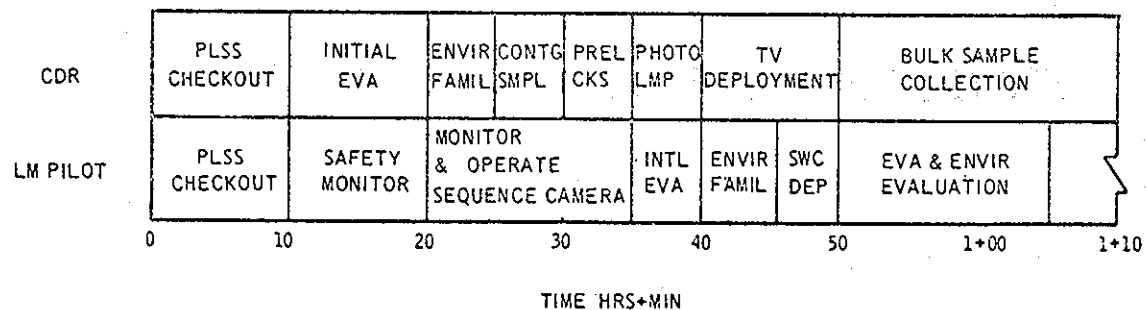 CDR
PLSS
CHECKOUT
INITIAL
EVA
ENVIR
FAMIL
CONTG
SMPL
PREL
CKS
PHOTO
LMP
TV
DEPLOYMENT
BULK SAMPLE
COLLECTION
LM PILOT
PLSS
CHECKOUT
SAFETY
MONITOR
MONITOR
& OPERATE
SEQUENCE CAMERA
INTL
EVA
ENVIR
FAMIL
SWC
DEP
EVA & ENVIR
EVALUATION
0 10 20 30 40 50 1+00 1+10
TIME HRS+MIN